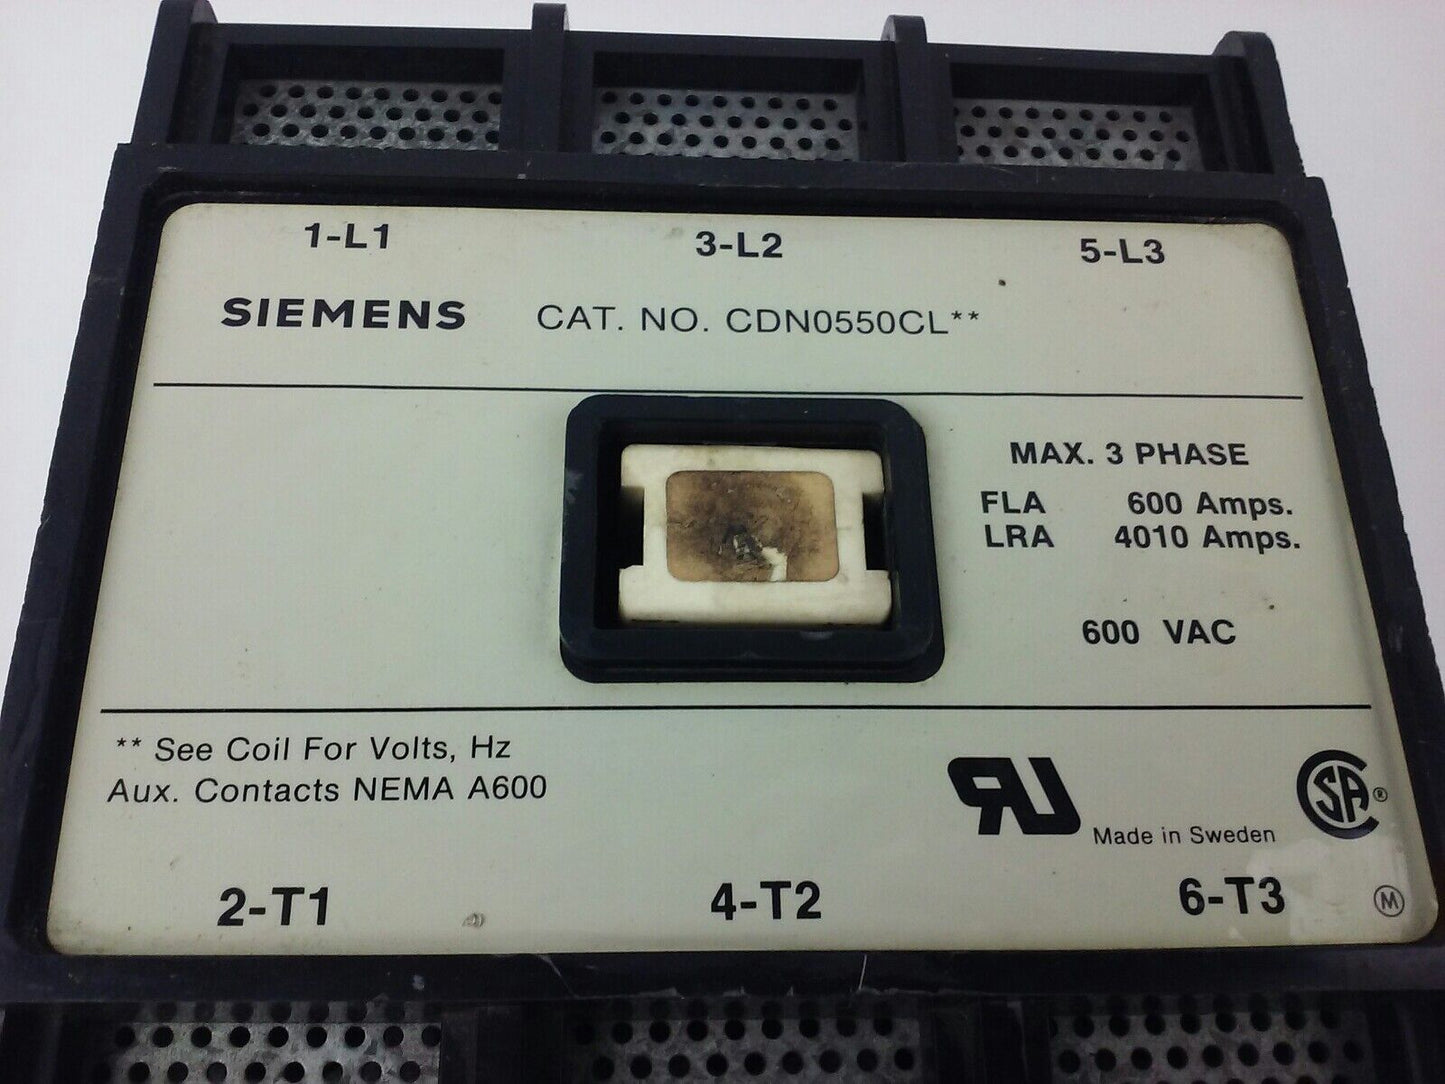 1-L1 3-L2 5-L3
SIEMENS CAT. NO. CDN0550CL**
MAX. 3 PHASE
FLA 600 Amps.
LRA 4010 Amps.
600 VAC
** See Coil For Volts, Hz
Aux. Contacts NEMA A600
RU
Made in Sweden
CSA®
2-T1 4-T2 6-T3
M